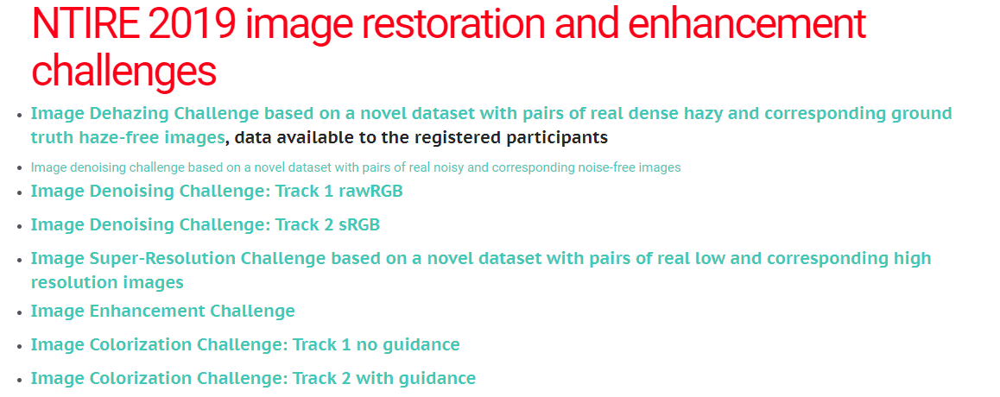 NTIRE 2019 image restoration and enhancement
challenges
Image Dehazing Challenge based on a novel dataset with pairs of real dense hazy and corresponding ground
truth haze-free images, data available to the registered participants
Image denoising challenge based on a novel dataset with pairs of real noisy and corresponding noise-free images
Image Denoising Challenge: Track 1 rawRGB
Image Denoising Challenge: Track 2 sRGB
Image Super-Resolution Challenge based on a novel dataset with pairs of real low and corresponding high
resolution images
Image Enhancement Challenge
Image Colorization Challenge: Track 1 no guidance
Image Colorization Challenge: Track 2 with guidance